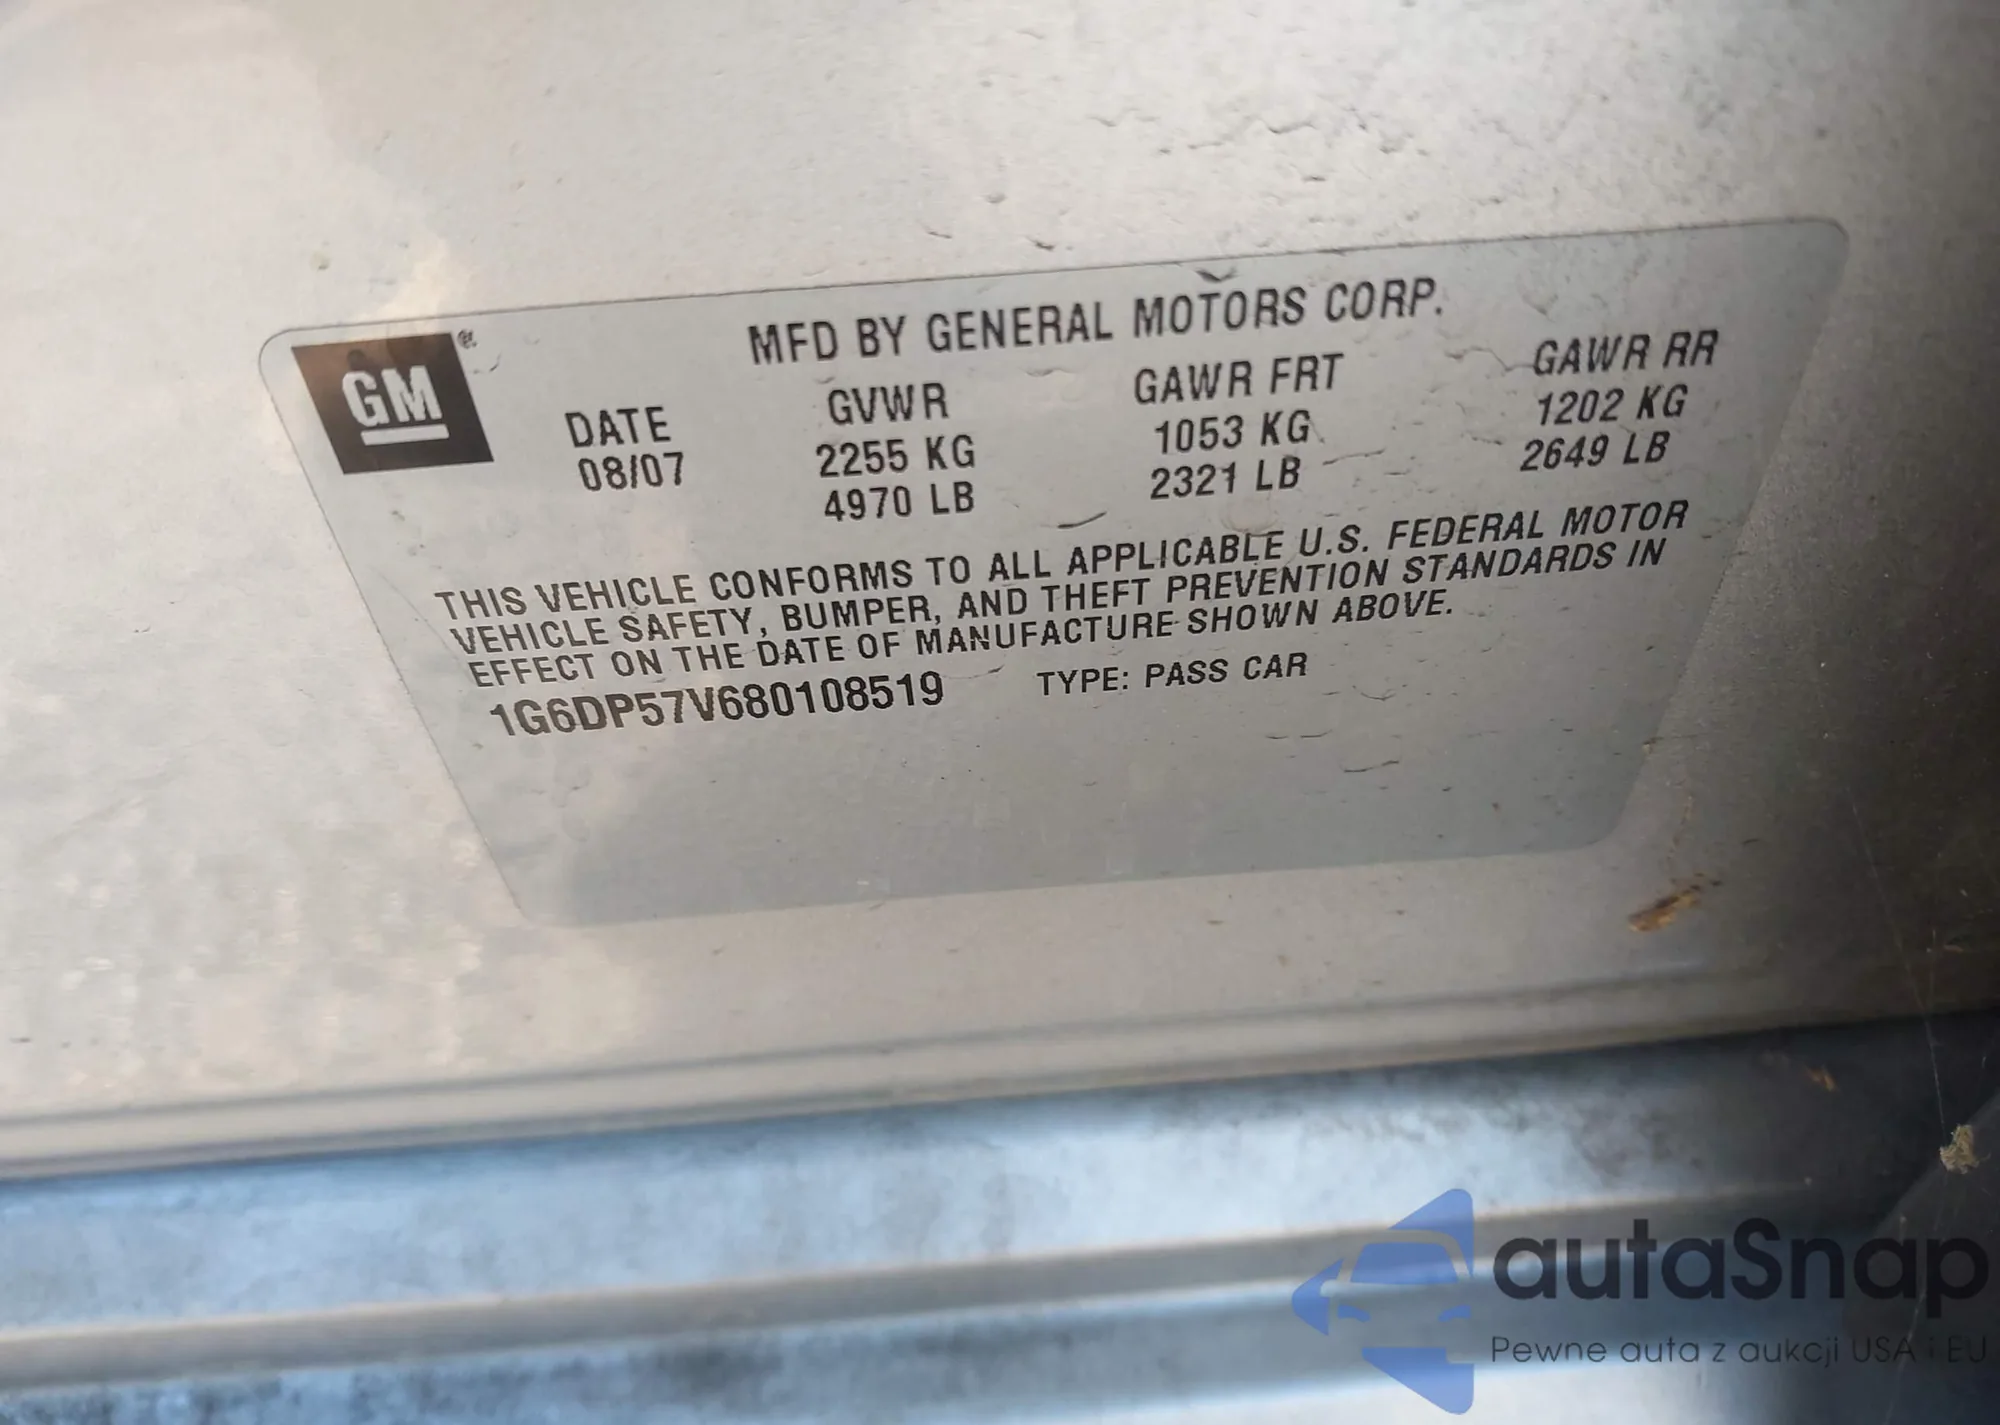 GM®
MFD BY GENERAL MOTORS CORP.
DATE GVWR GAWR FRT GAWR RR
08/07 2255 KG 1053 KG 1202 KG
4970 LB 2321 LB 2649 LB
THIS VEHICLE CONFORMS TO ALL APPLICABLE U.S. FEDERAL MOTOR
VEHICLE SAFETY, BUMPER, AND THEFT PREVENTION STANDARDS IN
EFFECT ON THE DATE OF MANUFACTURE SHOWN ABOVE.
1G6DP57V680108519 TYPE: PASS CAR
autaSnap
Pewne auta z aukcji USA i EU